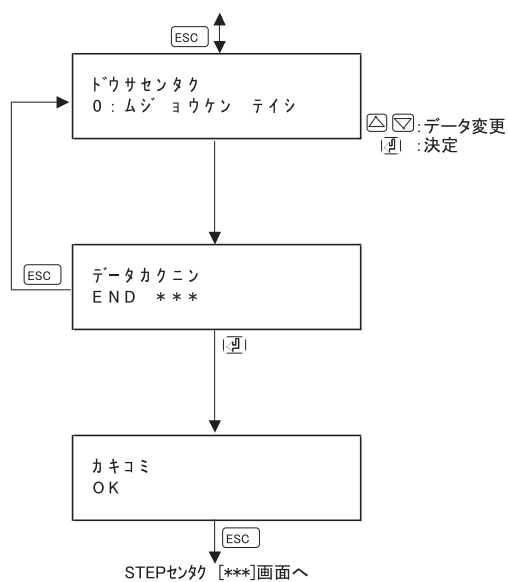 ESC
ドウサセンタク
0：ムジョウケン　テイシ
△ ▽:データ変更
:決定
ESC
データカクニン
END ***
カキコミ
OK
ESC
STEPｾﾝﾀｸ [***]画面へ